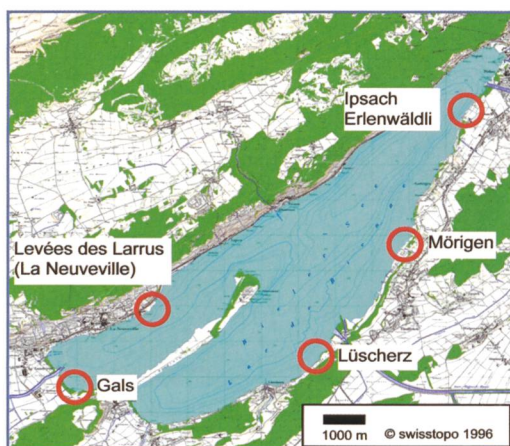 Ipsach
Erlenwäldli
Levées des Larrus
(La Neuveville)
Mörigen
Lüscherz
Gals
1000 m © swisstopo 1996